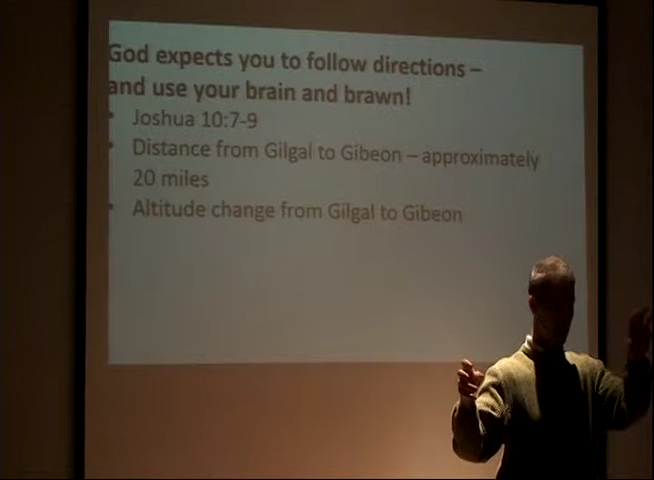 God expects you to follow directions –
and use your brain and brawn!
• Joshua 10:7-9
• Distance from Gilgal to Gibeon – approximately
20 miles
• Altitude change from Gilgal to Gibeon